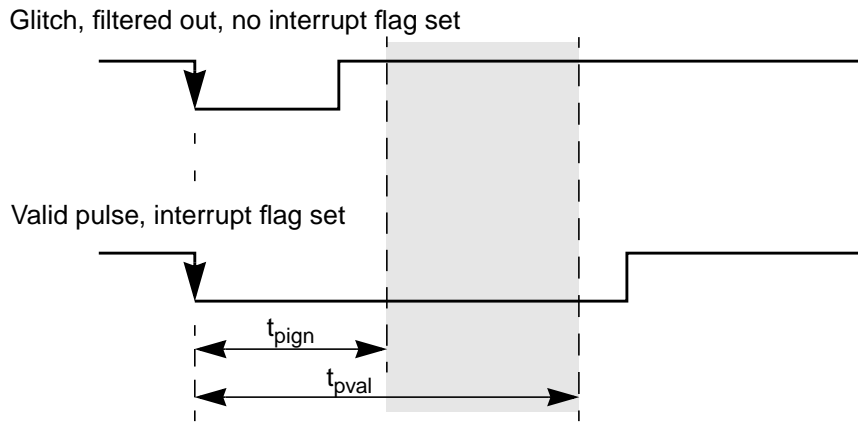 Glitch, filtered out, no interrupt flag set
Valid pulse, interrupt flag set
tpign
tpval